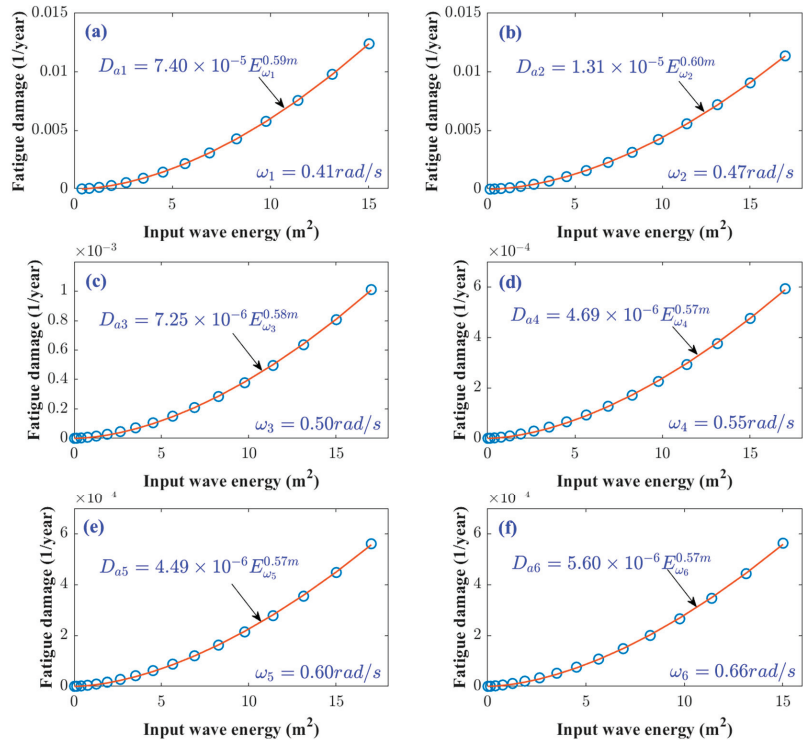 (a)
D_{a1} = 7.40 × 10^{-5}E_{ω_1}^{0.59m}
ω_1 = 0.41rad/s
Fatigue damage (1/year)
0.015
0.01
0.005
0
0 5 10 15
Input wave energy (m^2)
(b)
D_{a2} = 1.31 × 10^{-5}E_{ω_2}^{0.60m}
ω_2 = 0.47rad/s
Fatigue damage (1/year)
0.015
0.01
0.005
0
0 5 10 15
Input wave energy (m^2)
×10^{-3}
(c)
D_{a3} = 7.25 × 10^{-6}E_{ω_3}^{0.58m}
ω_3 = 0.50rad/s
Fatigue damage (1/year)
1
0.8
0.6
0.4
0.2
0
0 5 10 15
Input wave energy (m^2)
×10^{-4}
(d)
D_{a4} = 4.69 × 10^{-6}E_{ω_4}^{0.57m}
ω_4 = 0.55rad/s
Fatigue damage (1/year)
6
4
2
0
0 5 10 15
Input wave energy (m^2)
×10^{ 4}
(e)
D_{a5} = 4.49 × 10^{-6}E_{ω_5}^{0.57m}
ω_5 = 0.60rad/s
Fatigue damage (1/year)
6
4
2
0
0 5 10 15
Input wave energy (m^2)
×10^{ 4}
(f)
D_{a6} = 5.60 × 10^{-6}E_{ω_6}^{0.57m}
ω_6 = 0.66rad/s
Fatigue damage (1/year)
6
4
2
0
0 5 10 15
Input wave energy (m^2)